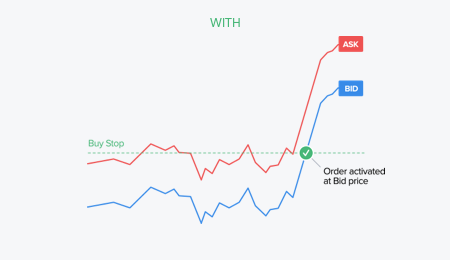 WITH
ASK
BID
Buy Stop
Order activated
at Bid price